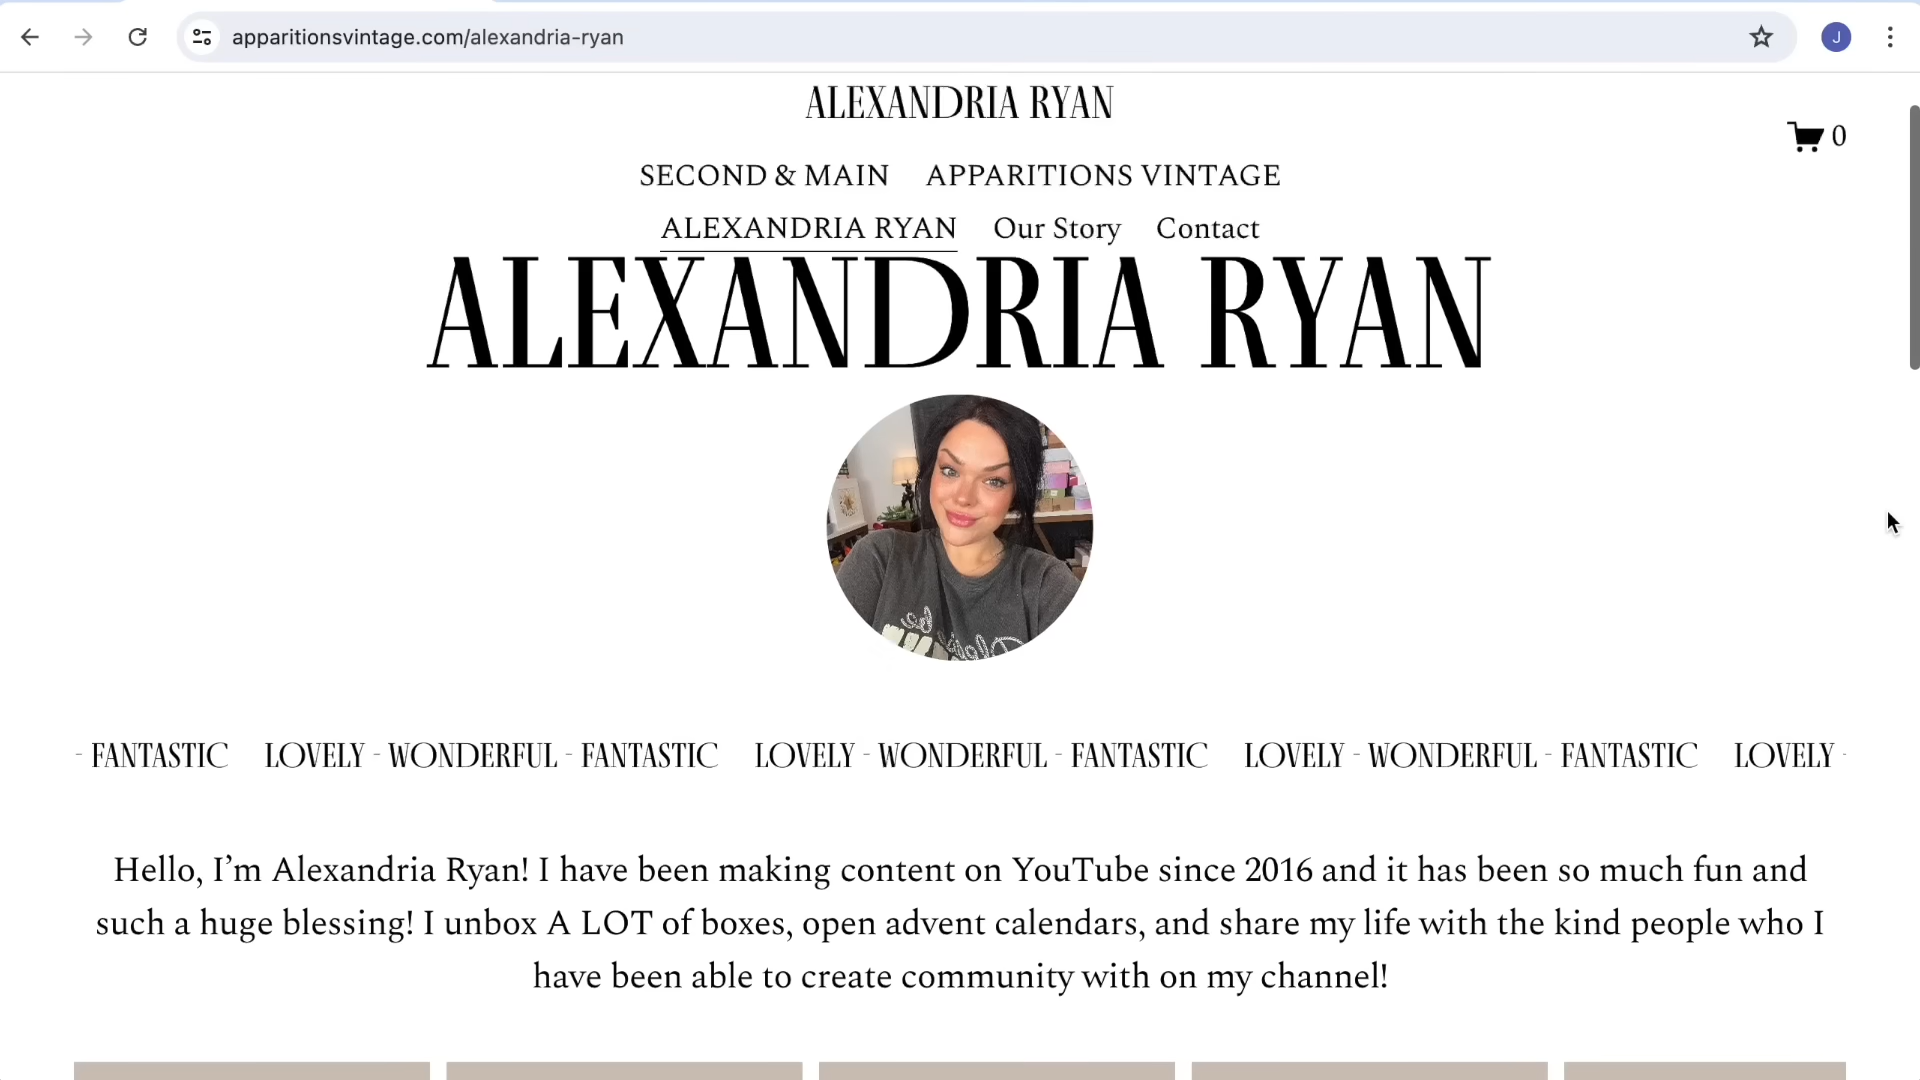 apparitionsvintage.com/alexandria-ryan
J
ALEXANDRIA RYAN
0
SECOND & MAIN APPARITIONS VINTAGE
ALEXANDRIA RYAN Our Story Contact
ALEXANDRIA RYAN
- FANTASTIC LOVELY - WONDERFUL - FANTASTIC LOVELY - WONDERFUL - FANTASTIC LOVELY - WONDERFUL - FANTASTIC LOVELY -
Hello, I’m Alexandria Ryan! I have been making content on YouTube since 2016 and it has been so much fun and
such a huge blessing! I unbox A LOT of boxes, open advent calendars, and share my life with the kind people who I
have been able to create community with on my channel!